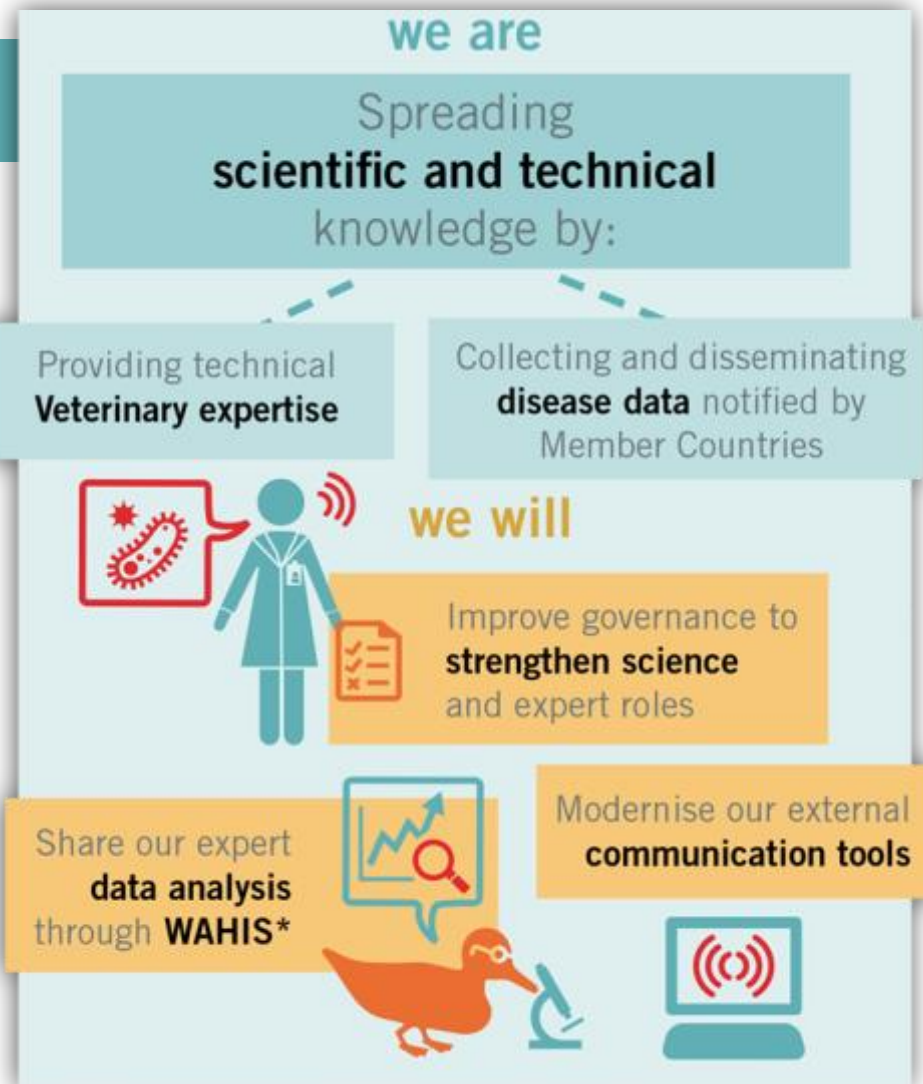 we are
Spreading
scientific and technical
knowledge by:
Providing technical
Veterinary expertise
Collecting and disseminating
disease data notified by
Member Countries
we will
Improve governance to
strengthen science
and expert roles
Share our expert
data analysis
through WAHIS*
Modernise our external
communication tools